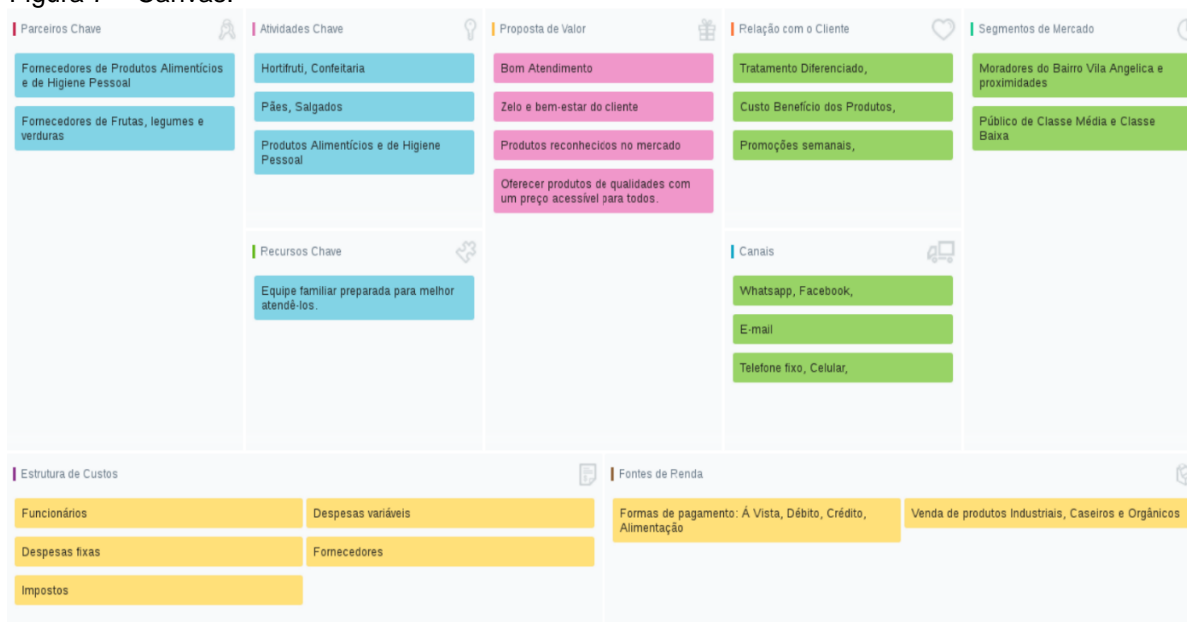 Parceiros Chave
Fornecedores de Produtos Alimentícios
e de Higiene Pessoal
Fornecedores de Frutas, legumes e
verduras
Atividades Chave
Hortifruti, Confeitaria
Pães, Salgados
Produtos Alimentícios e de Higiene
Pessoal
Recursos Chave
Equipe familiar preparada para melhor
atendê-los.
Proposta de Valor
Bom Atendimento
Zelo e bem-estar do cliente
Produtos reconhecidos no mercado
Oferecer produtos de qualidades com
um preço acessível para todos.
Relação com o Cliente
Tratamento Diferenciado,
Custo Benefício dos Produtos,
Promoções semanais,
Canais
Whatsapp, Facebook,
E-mail
Telefone fixo, Celular,
Segmentos de Mercado
Moradores do Bairro Vila Angelica e
proximidades
Público de Classe Média e Classe
Baixa
Estrutura de Custos
Funcionários
Despesas variáveis
Despesas fixas
Fornecedores
Impostos
Fontes de Renda
Formas de pagamento: Á Vista, Débito, Crédito,
Alimentação
Venda de produtos Industriais, Caseiros e Orgânicos